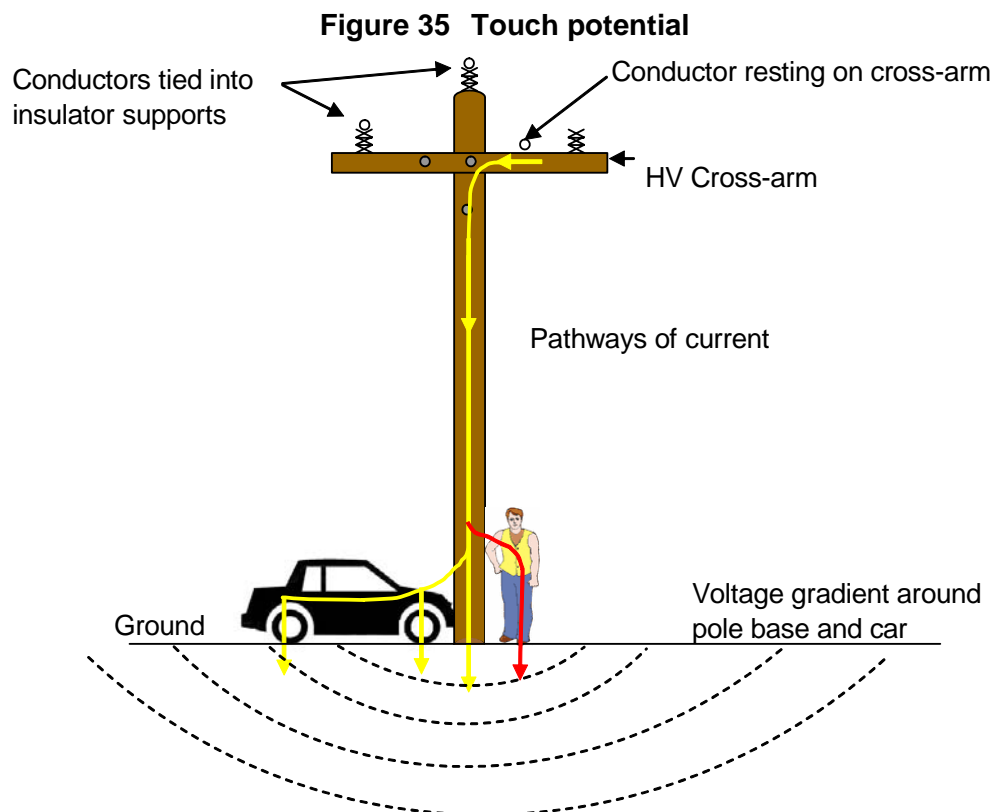 Figure 35 Touch potential
Conductors tied into
insulator supports
Conductor resting on cross-arm
HV Cross-arm
Pathways of current
Ground
Voltage gradient around
pole base and car